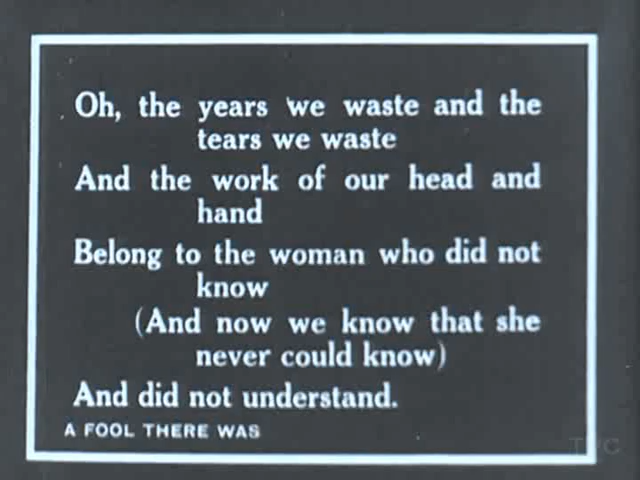 Oh, the years we waste and the
tears we waste
And the work of our head and
hand
Belong to the woman who did not
know
(And now we know that she
never could know)
And did not understand.
A FOOL THERE WAS